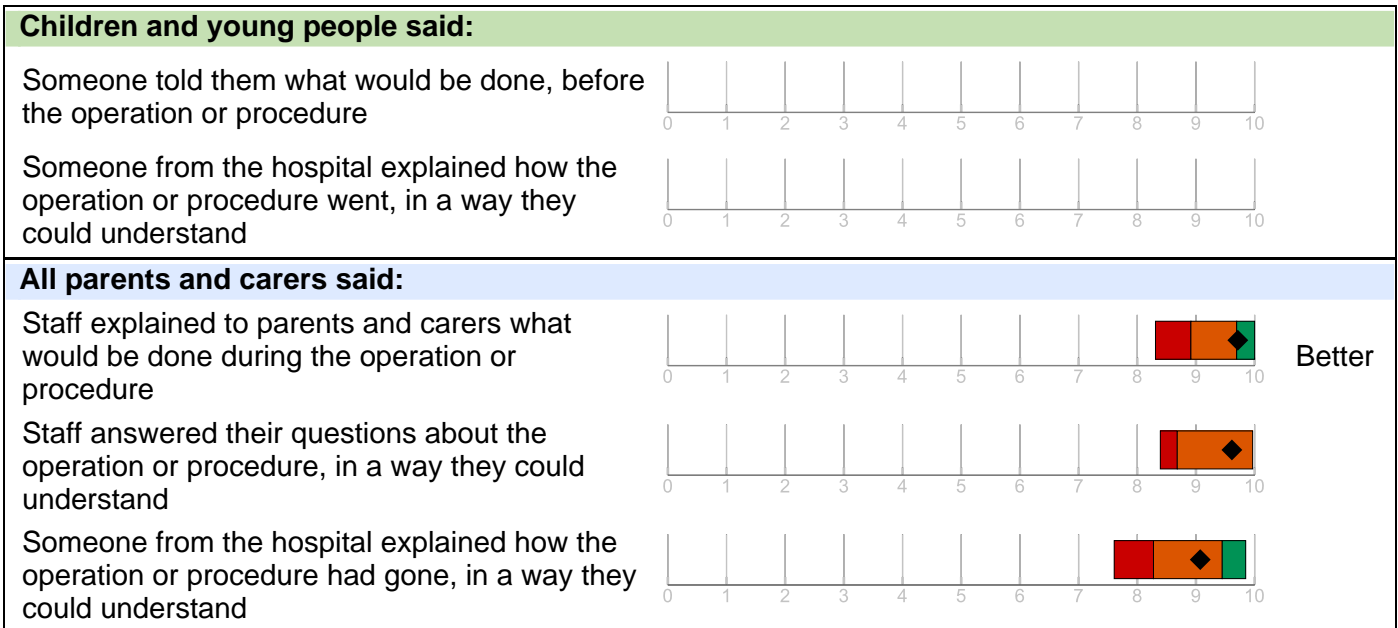 Children and young people said:
Someone told them what would be done, before
the operation or procedure
0 1 2 3 4 5 6 7 8 9 10
Someone from the hospital explained how the
operation or procedure went, in a way they
could understand
0 1 2 3 4 5 6 7 8 9 10
All parents and carers said:
Staff explained to parents and carers what
would be done during the operation or
procedure
0 1 2 3 4 5 6 7 8 9 10
Better
Staff answered their questions about the
operation or procedure, in a way they could
understand
0 1 2 3 4 5 6 7 8 9 10
Someone from the hospital explained how the
operation or procedure had gone, in a way they
could understand
0 1 2 3 4 5 6 7 8 9 10